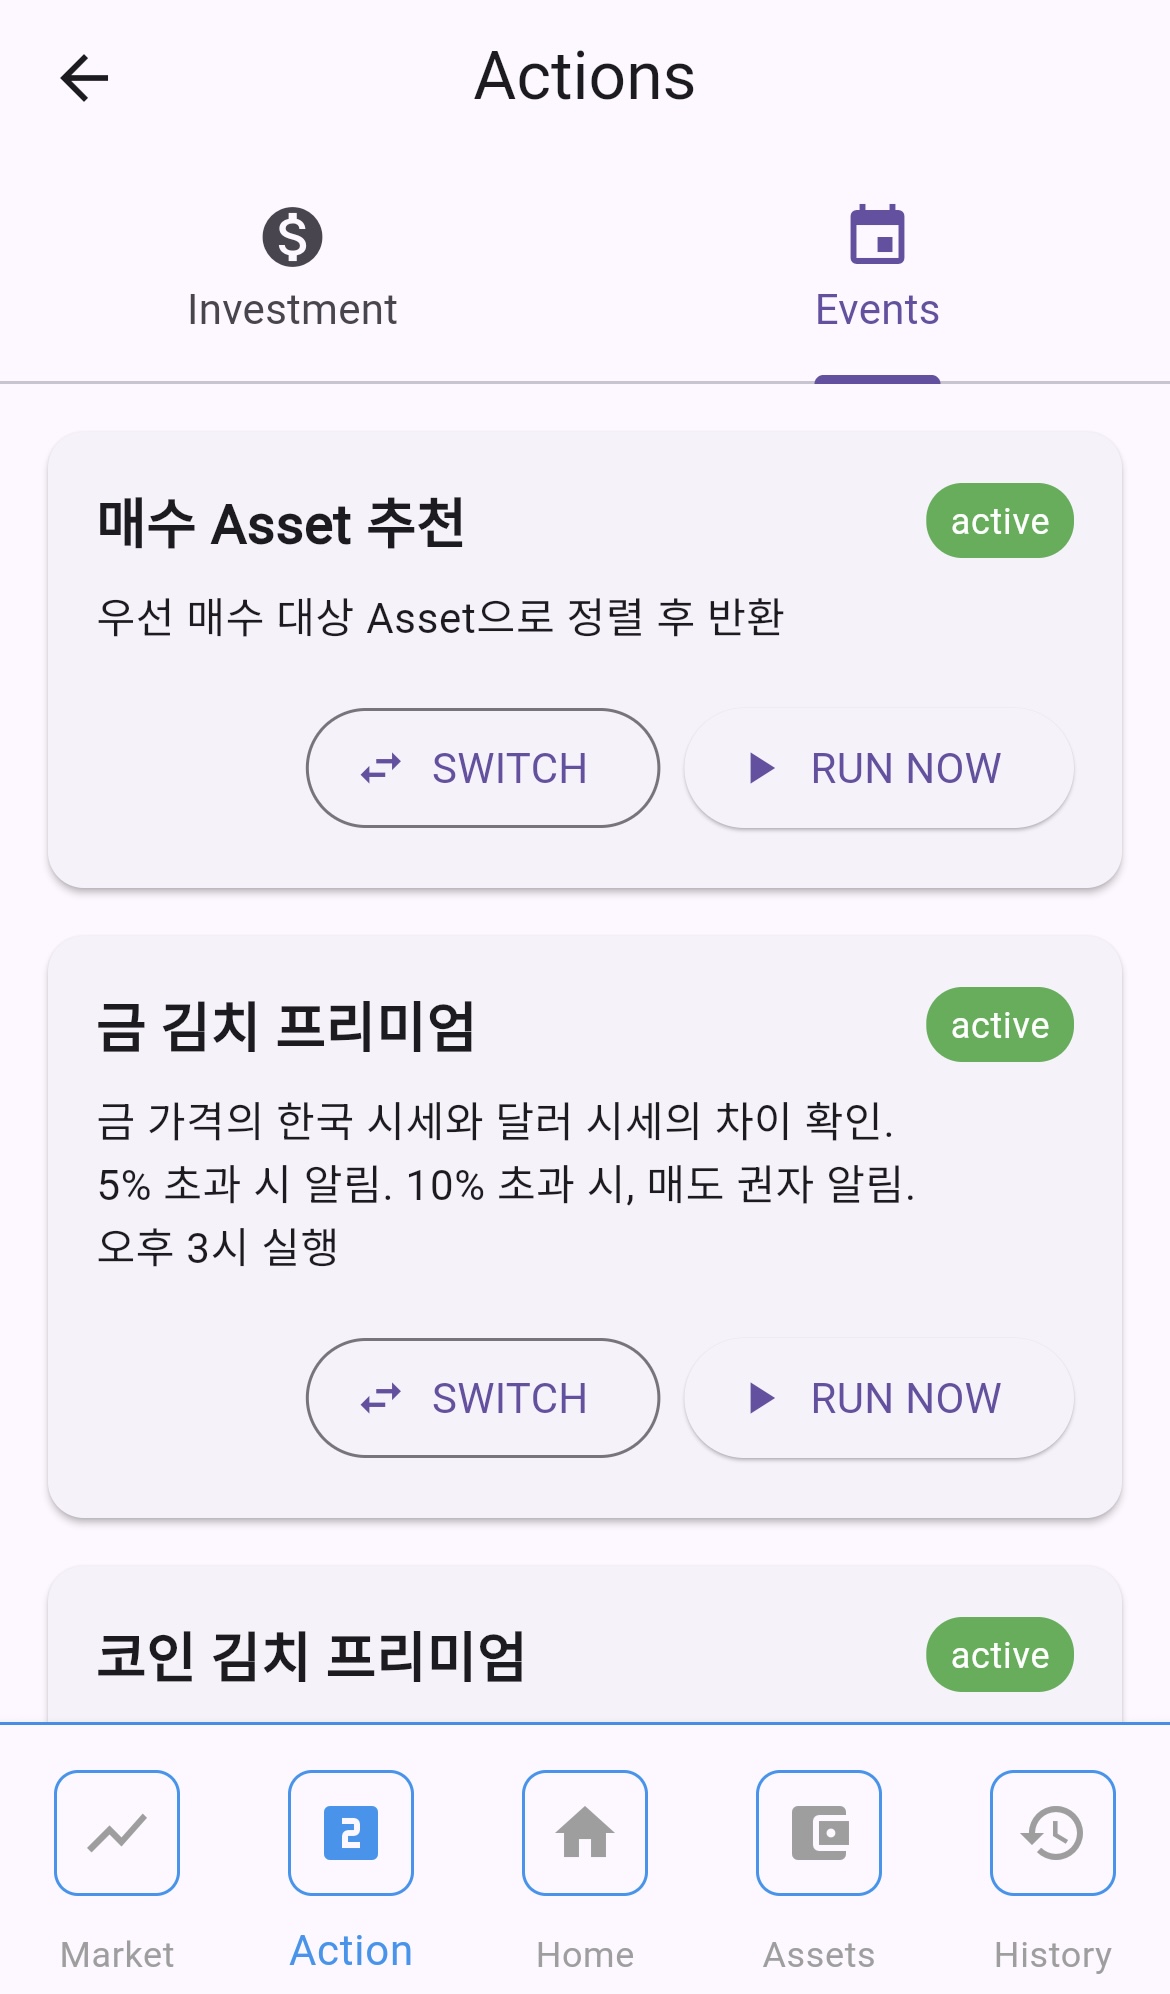 Actions
Investment
Events
매수 Asset 추천
active
우선 매수 대상 Asset으로 정렬 후 반환
SWITCH
RUN NOW
금 김치 프리미엄
active
금 가격의 한국 시세와 달러 시세의 차이 확인.
5% 초과 시 알림. 10% 초과 시, 매도 권자 알림.
오후 3시 실행
SWITCH
RUN NOW
코인 김치 프리미엄
active
2
Market
Action
Home
Assets
History